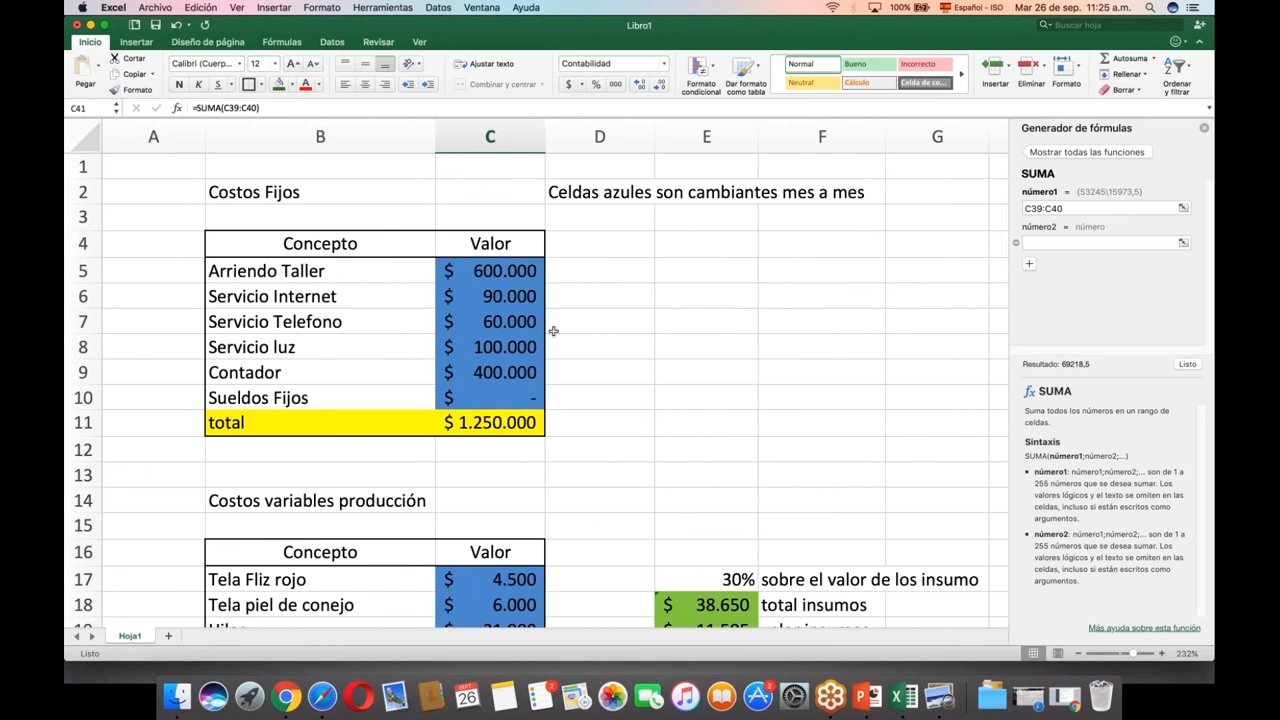 Excel Archivo Edición Ver Insertar Formato Herramientas Datos Ventana Ayuda 100% Español - ISO Mar 26 de sep. 11:25 a.m.
Libro1
Buscar hoja
Inicio Insertar Diseño de página Fórmulas Datos Revisar Ver
Pegar
Cortar
Copiar
Formato
Calibri (Cuerp... 12 A A
N K S A
Ajustar texto
Combinar y centrar
Contabilidad
$ % 000
Formato condicional
Dar formato como tabla
Normal Bueno Incorrecto
Neutral Cálculo Celda de co...
Insertar Eliminar Formato
Autosuma
Rellenar
Borrar
Ordenar y filtrar
C41 fx =SUMA(C39:C40)
A B C D E F G
1
2 Costos Fijos Celdas azules son cambiantes mes a mes
3
4 Concepto Valor
5 Arriendo Taller $ 600.000
6 Servicio Internet $ 90.000
7 Servicio Telefono $ 60.000
8 Servicio luz $ 100.000
9 Contador $ 400.000
10 Sueldos Fijos $ -
11 total $ 1.250.000
12
13
14 Costos variables producción
15
16 Concepto Valor
17 Tela Fliz rojo $ 4.500 30% sobre el valor de los insumo
18 Tela piel de conejo $ 6.000 $ 38.650 total insumos
Generador de fórmulas
Mostrar todas las funciones
SUMA
número1 = {53245\15973,5}
C39:C40
número2 = número
+
Resultado: 69218,5 Listo
fx SUMA
Suma todos los números en un rango de
celdas.
Sintaxis
SUMA(número1;número2;...)
• número1: número1;número2;... son de 1 a
255 números que se desea sumar. Los
valores lógicos y el texto se omiten en las
celdas, incluso si están escritos como
argumentos.
• número2: número1;número2;... son de 1 a
255 números que se desea sumar. Los
valores lógicos y el texto se omiten en las
celdas, incluso si están escritos como
argumentos.
Más ayuda sobre esta función
Hoja1 +
Listo 232%
SEPT. 26